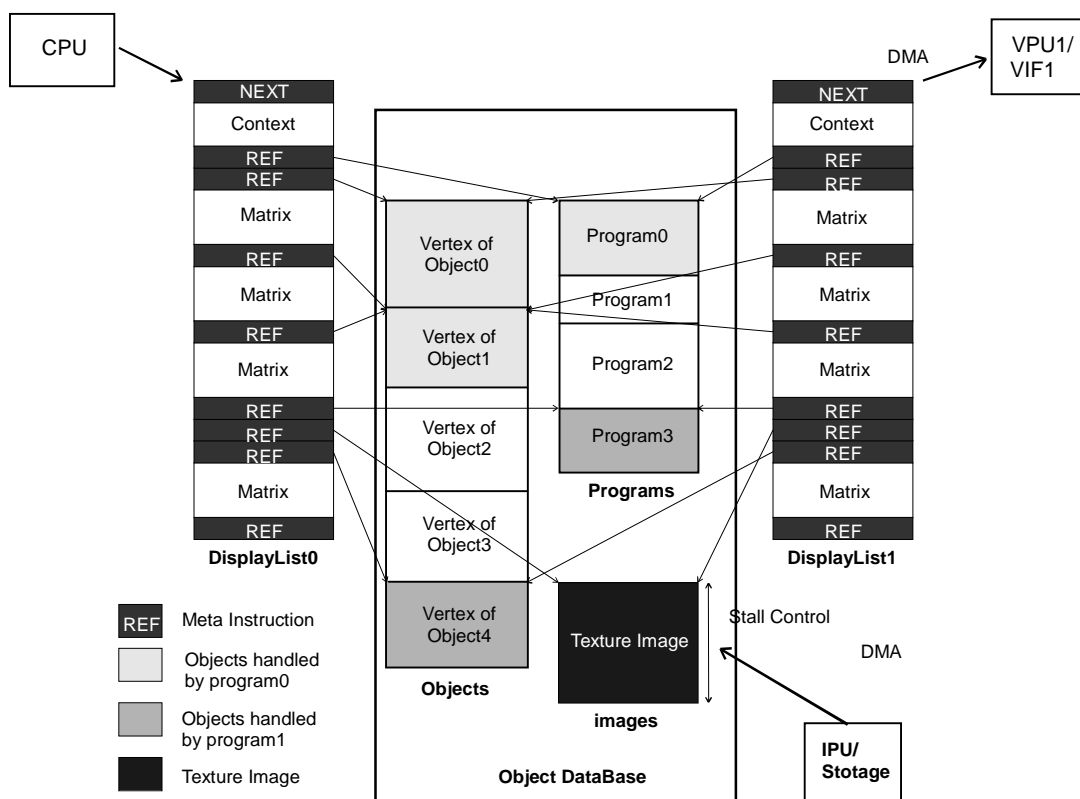 CPU
NEXT
Context
REF
REF
Matrix
REF
Matrix
REF
Matrix
REF
REF
REF
Matrix
REF
DisplayList0
Vertex of
Object0
Vertex of
Object1
Vertex of
Object2
Vertex of
Object3
Vertex of
Object4
Objects
Program0
Program1
Program2
Program3
Programs
Texture Image
images
Object DataBase
DMA
VPU1/
VIF1
NEXT
Context
REF
REF
Matrix
REF
Matrix
REF
Matrix
REF
REF
REF
Matrix
REF
DisplayList1
Stall Control
DMA
IPU/
Stotage
REF
Meta Instruction
Objects handled
by program0
Objects handled
by program1
Texture Image